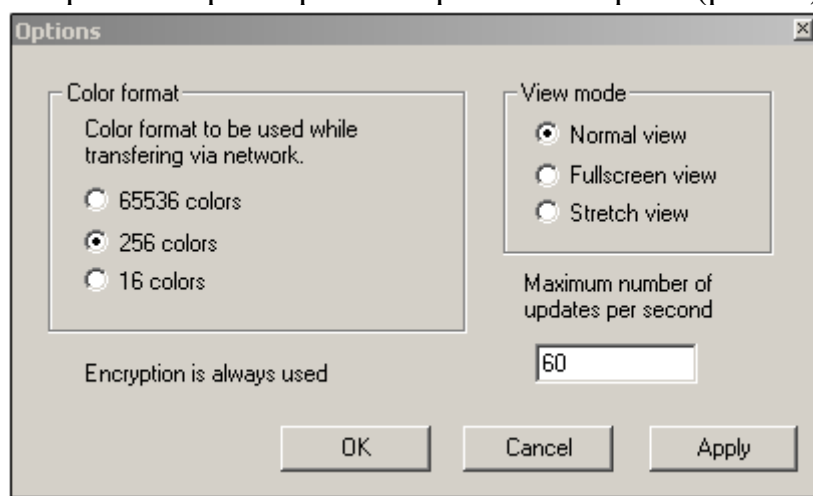 Options
Color format
Color format to be used while
transfering via network.
65536 colors
256 colors
16 colors
View mode
Normal view
Fullscreen view
Stretch view
Maximum number of
updates per second
60
Encryption is always used
OK
Cancel
Apply